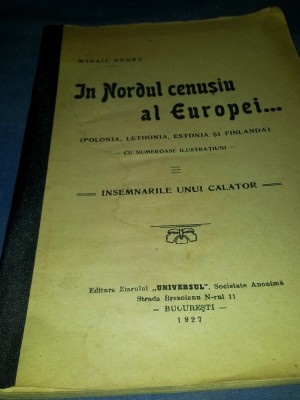 MIHAIL NEGRU
In Nordul cenuşiu
al Europei...
(POLONIA, LETHONIA, ESTONIA ŞI FINLANDA)
— CU NUMEROASE ILUSTRAŢIUNI —
INSEMNARILE UNUI CALATOR
Editura Ziarului „UNIVERSUL”, Societate Anonimă
Strada Brezoianu N-rul 11
— BUCUREŞTI —
1927